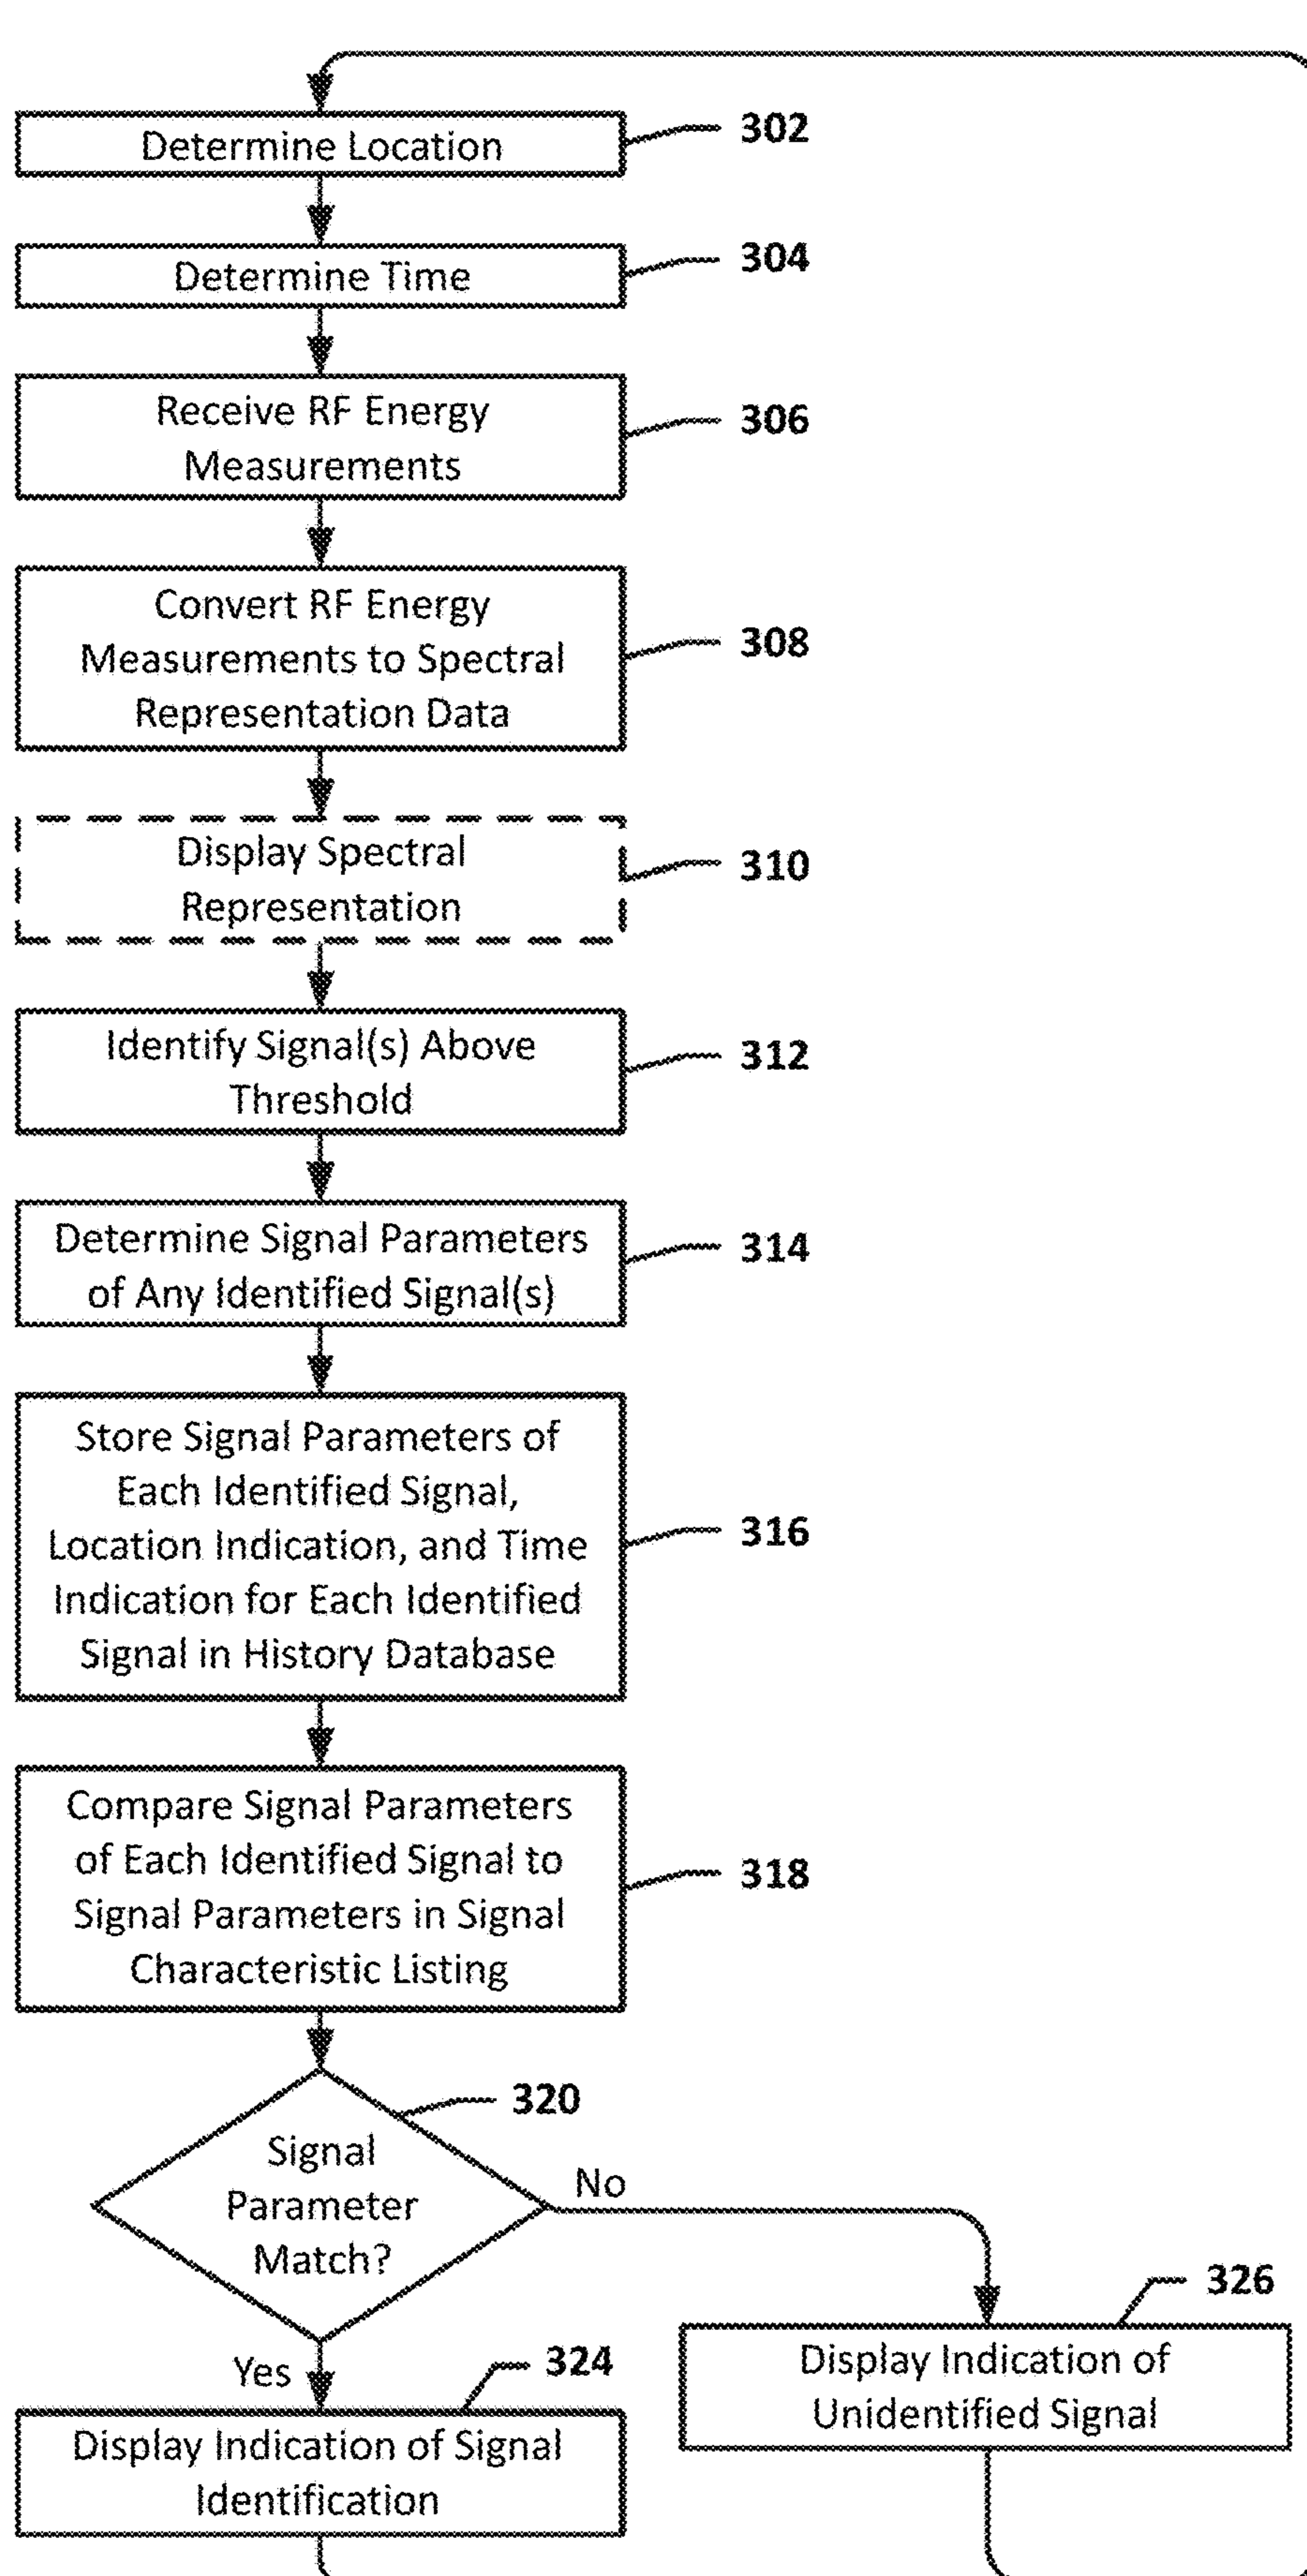 Determine Location
302
Determine Time
304
Receive RF Energy
Measurements
306
Convert RF Energy
Measurements to Spectral
Representation Data
308
Display Spectral
Representation
310
Identify Signal(s) Above
Threshold
312
Determine Signal Parameters
of Any Identified Signal(s)
314
Store Signal Parameters of
Each Identified Signal,
Location Indication, and Time
Indication for Each Identified
Signal in History Database
316
Compare Signal Parameters
of Each Identified Signal to
Signal Parameters in Signal
Characteristic Listing
318
Signal
Parameter
Match?
320
No
Yes
326
Display Indication of
Unidentified Signal
324
Display Indication of Signal
Identification